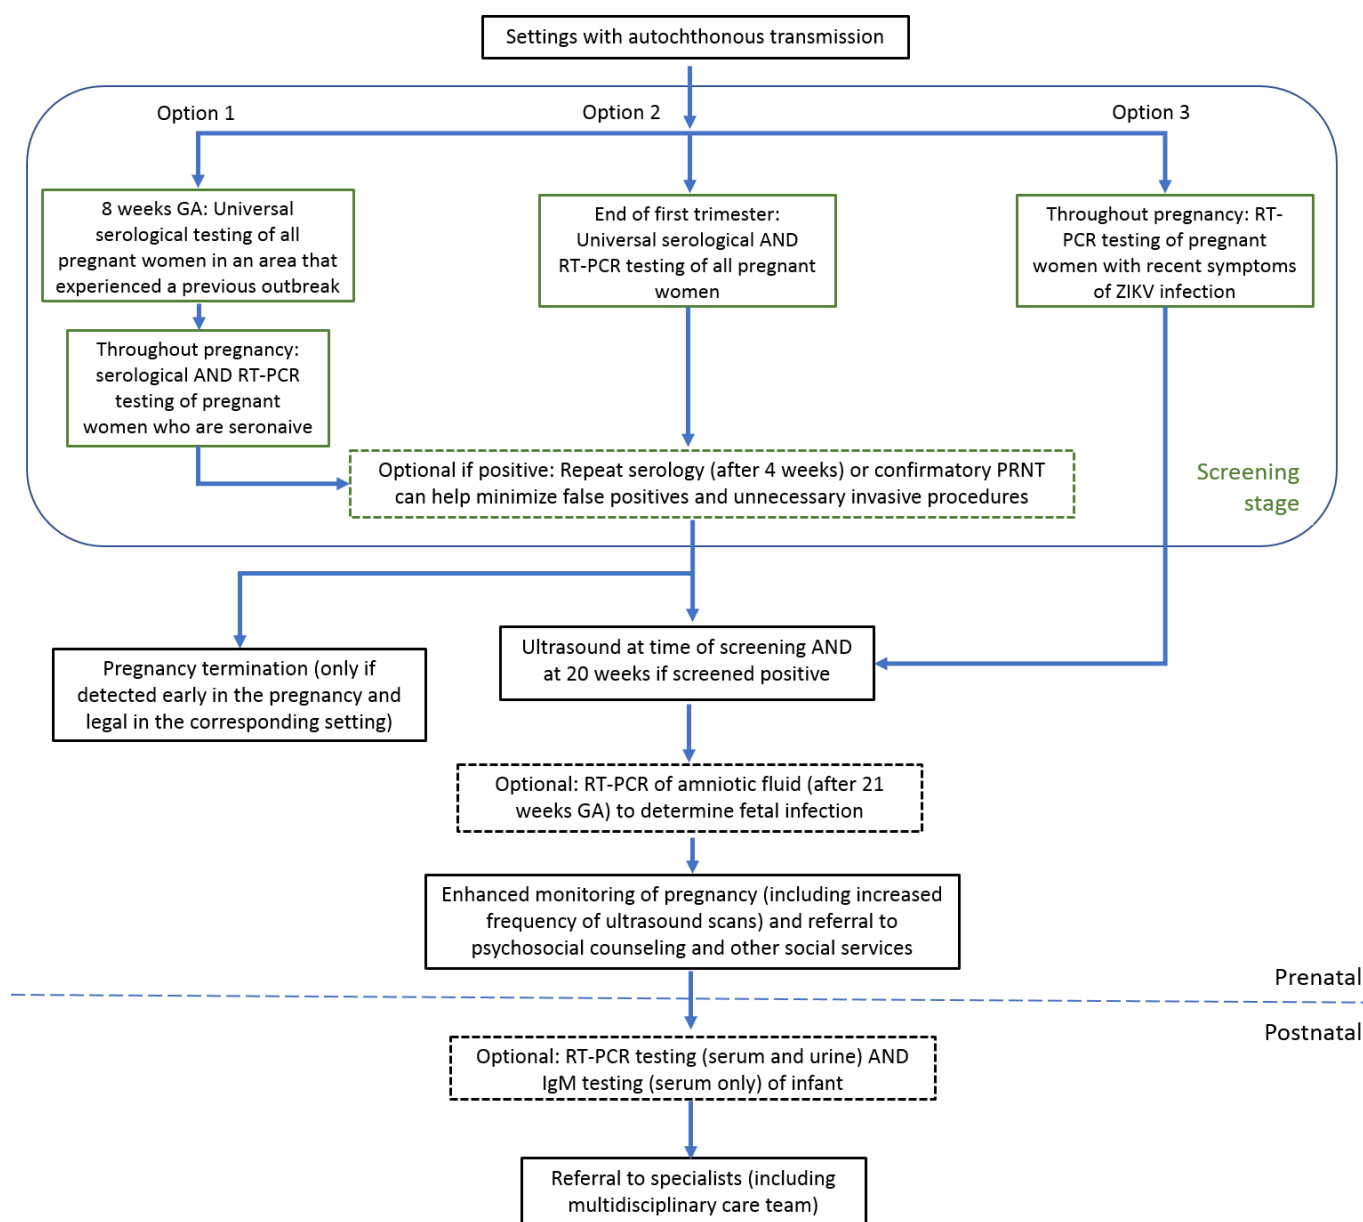 Settings with autochthonous transmission
Option 1
Option 2
Option 3
8 weeks GA: Universal
serological testing of all
pregnant women in an area that
experienced a previous outbreak
End of first trimester:
Universal serological AND
RT-PCR testing of all pregnant
women
Throughout pregnancy: RT-
PCR testing of pregnant
women with recent symptoms
of ZIKV infection
Throughout pregnancy:
serological AND RT-PCR
testing of pregnant
women who are seronaive
Optional if positive: Repeat serology (after 4 weeks) or confirmatory PRNT
can help minimize false positives and unnecessary invasive procedures
Screening
stage
Pregnancy termination (only if
detected early in the pregnancy and
legal in the corresponding setting)
Ultrasound at time of screening AND
at 20 weeks if screened positive
Optional: RT-PCR of amniotic fluid (after 21
weeks GA) to determine fetal infection
Enhanced monitoring of pregnancy (including increased
frequency of ultrasound scans) and referral to
psychosocial counseling and other social services
Prenatal
Postnatal
Optional: RT-PCR testing (serum and urine) AND
IgM testing (serum only) of infant
Referral to specialists (including
multidisciplinary care team)